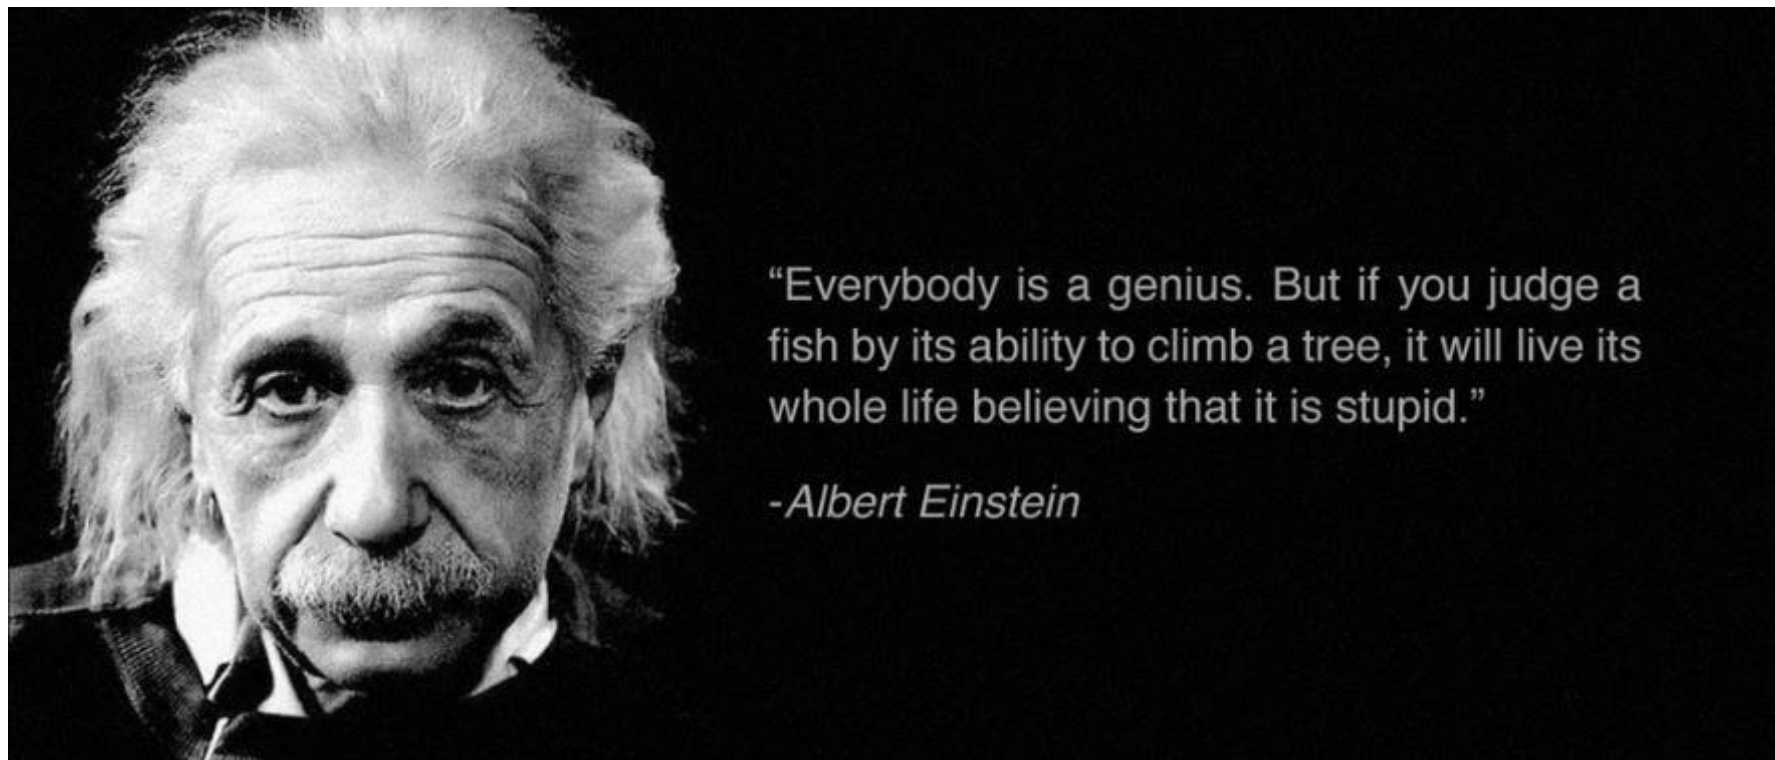 “Everybody is a genius. But if you judge a
fish by its ability to climb a tree, it will live its
whole life believing that it is stupid.”
-Albert Einstein